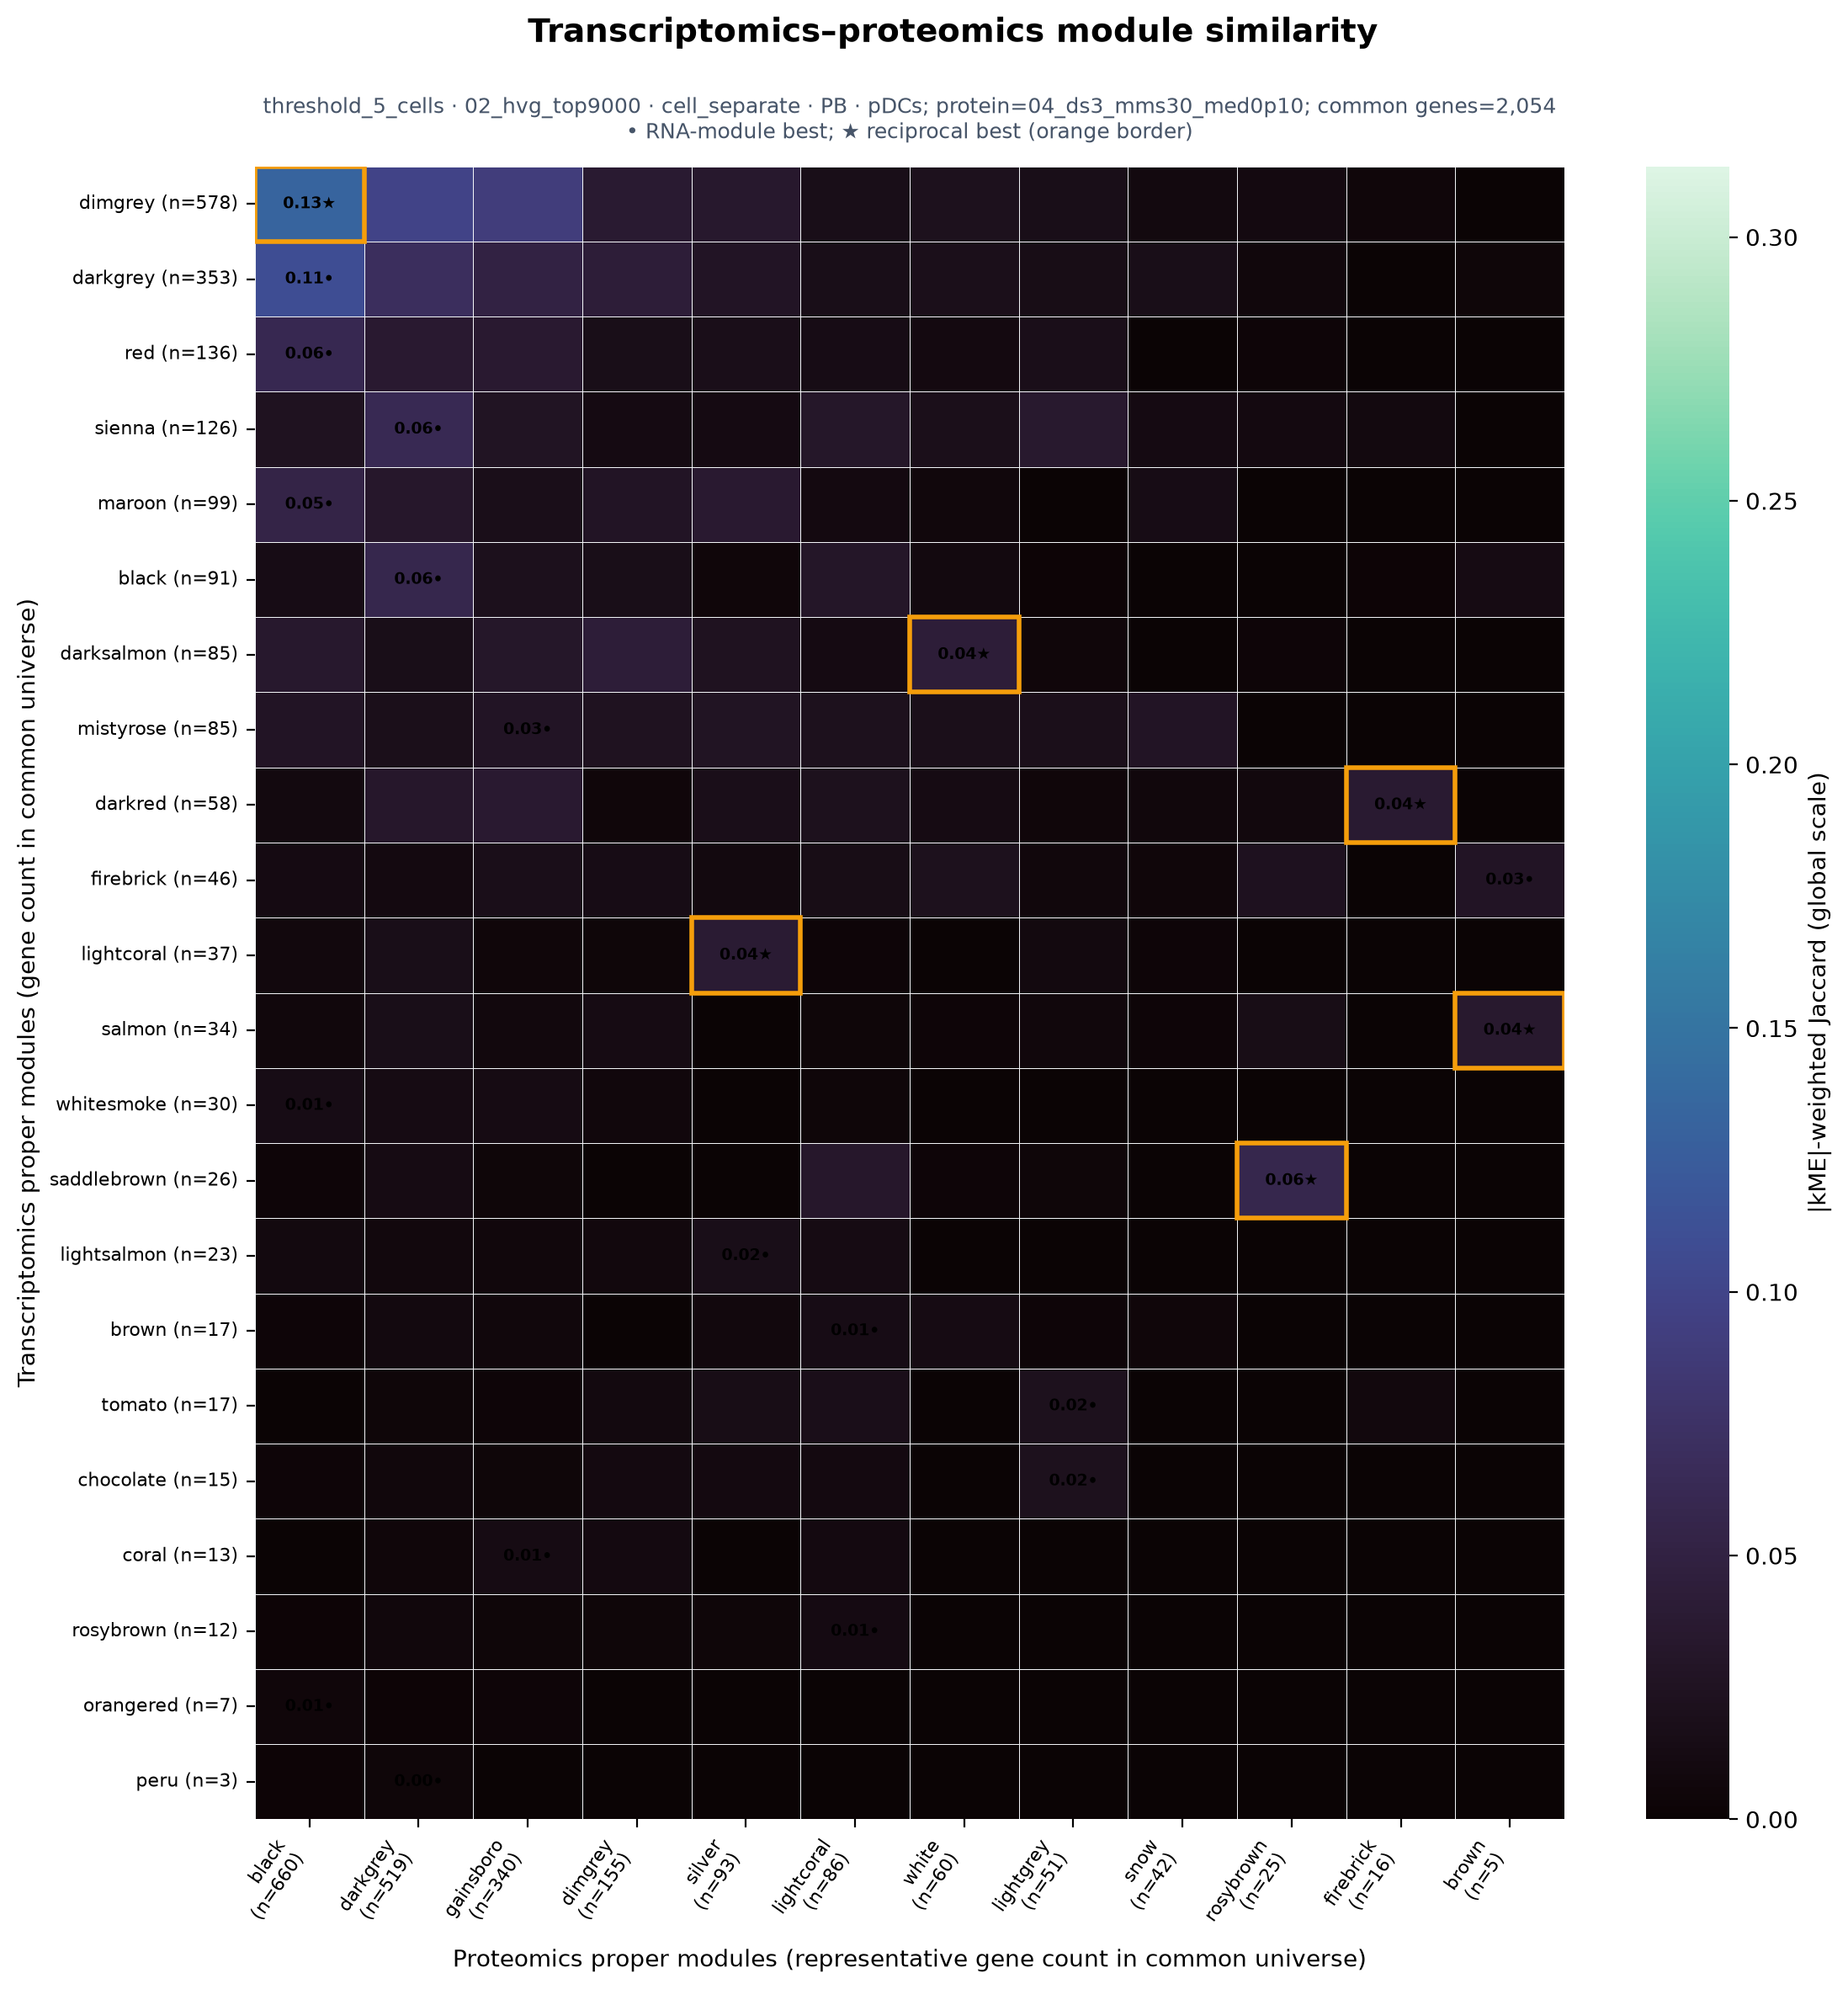 Transcriptomics–proteomics module similarity
threshold_5_cells · 02_hvg_top9000 · cell_separate · PB · pDCs; protein=04_ds3_mms30_med0p10; common genes=2,054
• RNA-module best; ★ reciprocal best (orange border)
Transcriptomics proper modules (gene count in common universe)
dimgrey (n=578)
0.13★
darkgrey (n=353)
0.11•
red (n=136)
0.06•
sienna (n=126)
0.06•
maroon (n=99)
0.05•
black (n=91)
0.06•
darksalmon (n=85)
0.04★
mistyrose (n=85)
0.03•
darkred (n=58)
0.04★
firebrick (n=46)
0.03•
lightcoral (n=37)
0.04★
salmon (n=34)
0.04★
whitesmoke (n=30)
0.01•
saddlebrown (n=26)
0.06★
lightsalmon (n=23)
0.02•
brown (n=17)
0.01•
tomato (n=17)
0.02•
chocolate (n=15)
0.02•
coral (n=13)
0.01•
rosybrown (n=12)
0.01•
orangered (n=7)
0.01•
peru (n=3)
0.00•
black
(n=660)
darkgrey
(n=519)
gainsboro
(n=340)
dimgrey
(n=155)
silver
(n=93)
lightcoral
(n=86)
white
(n=60)
lightgrey
(n=51)
snow
(n=42)
rosybrown
(n=25)
firebrick
(n=16)
brown
(n=5)
Proteomics proper modules (representative gene count in common universe)
0.30
0.25
0.20
0.15
0.10
0.05
0.00
|kME|-weighted Jaccard (global scale)